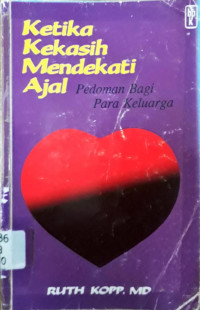 Ketika
Kekasih
Mendekati
Ajal
Pedoman Bagi
Para Keluarga
RUTH KOPP, MD